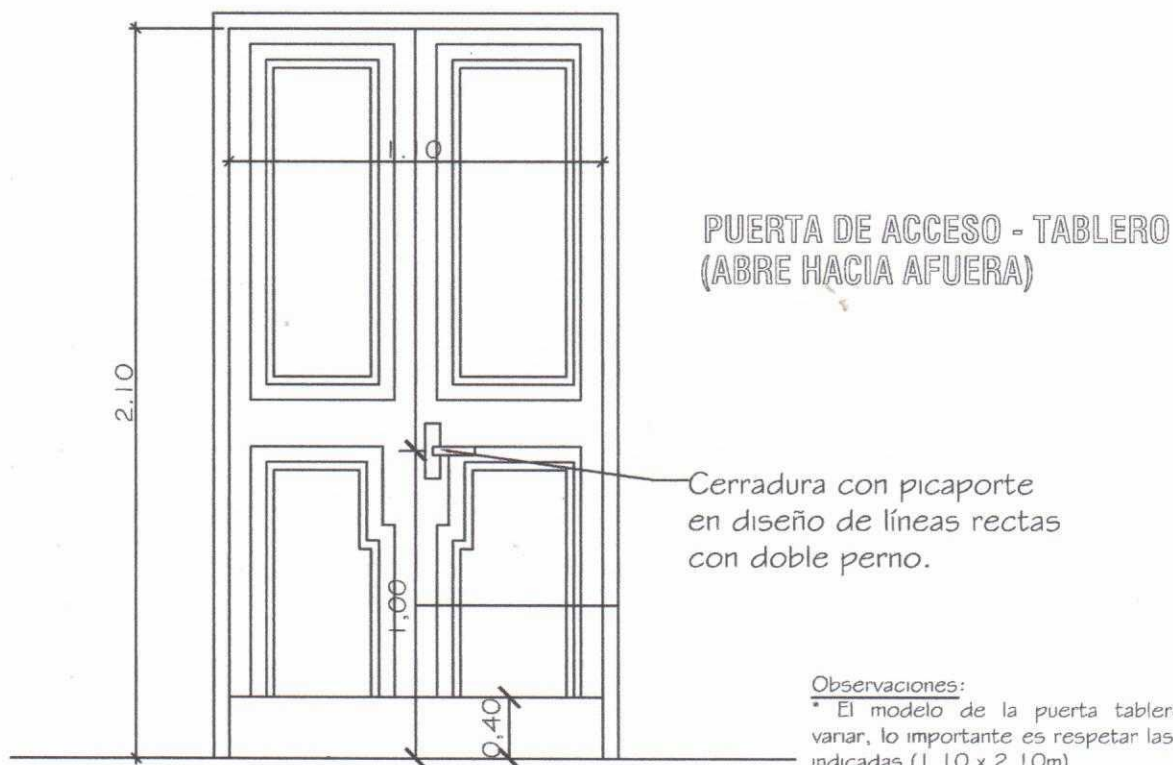 PUERTA DE ACCESO - TABLERO
(ABRE HACIA AFUERA)
2.10
Cerradura con picaporte
en diseño de líneas rectas
con doble perno.
1,00
0,40
Observaciones:
* El modelo de la puerta tabler
variar, lo importante es respetar las
indicadas (1.10 x 2.10m)